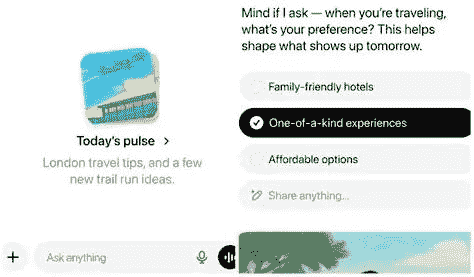 Today's pulse >
London travel tips, and a few
new trail run ideas.
Ask anything
Mind if I ask — when you're traveling,
what's your preference? This helps
shape what shows up tomorrow.
Family-friendly hotels
One-of-a-kind experiences
Affordable options
Share anything...